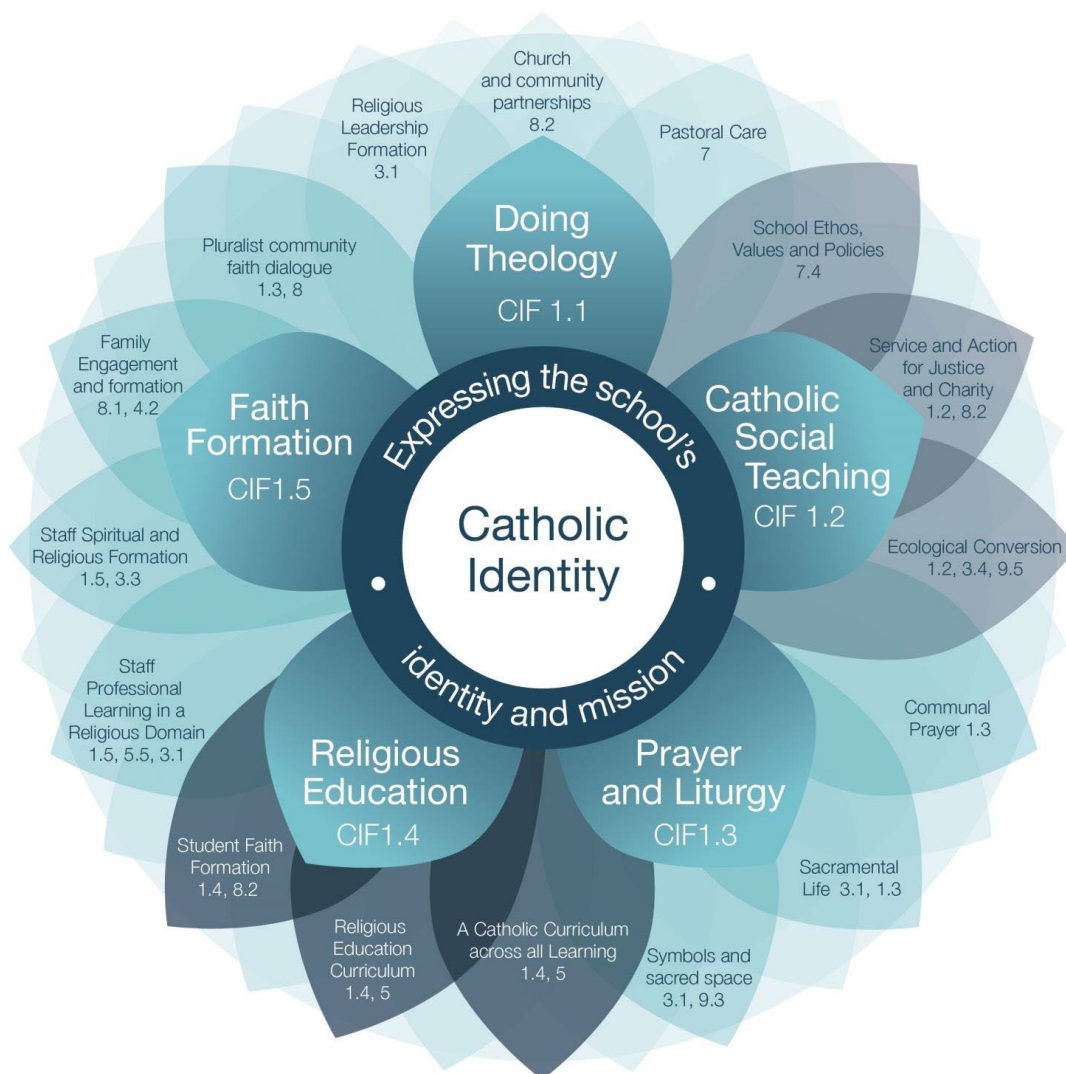 Church
and community
partnerships
8.2
Religious
Leadership
Formation
3.1
Pastoral Care
7
Doing
Theology
CIF 1.1
School Ethos,
Values and Policies
7.4
Pluralist community
faith dialogue
1.3, 8
Family
Engagement
and formation
8.1, 4.2
Service and Action
for Justice
and Charity
1.2, 8.2
Faith
Formation
CIF1.5
Expressing the school's
identity and mission
Catholic
Identity
Catholic
Social
Teaching
CIF 1.2
Staff Spiritual and
Religious Formation
1.5, 3.3
Ecological Conversion
1.2, 3.4, 9.5
Staff
Professional
Learning in a
Religious Domain
1.5, 5.5, 3.1
Communal
Prayer 1.3
Religious
Education
CIF1.4
Prayer
and Liturgy
CIF1.3
Student Faith
Formation
1.4, 8.2
Sacramental
Life 3.1, 1.3
Religious
Education
Curriculum
1.4, 5
A Catholic Curriculum
across all Learning
1.4, 5
Symbols and
sacred space
3.1, 9.3